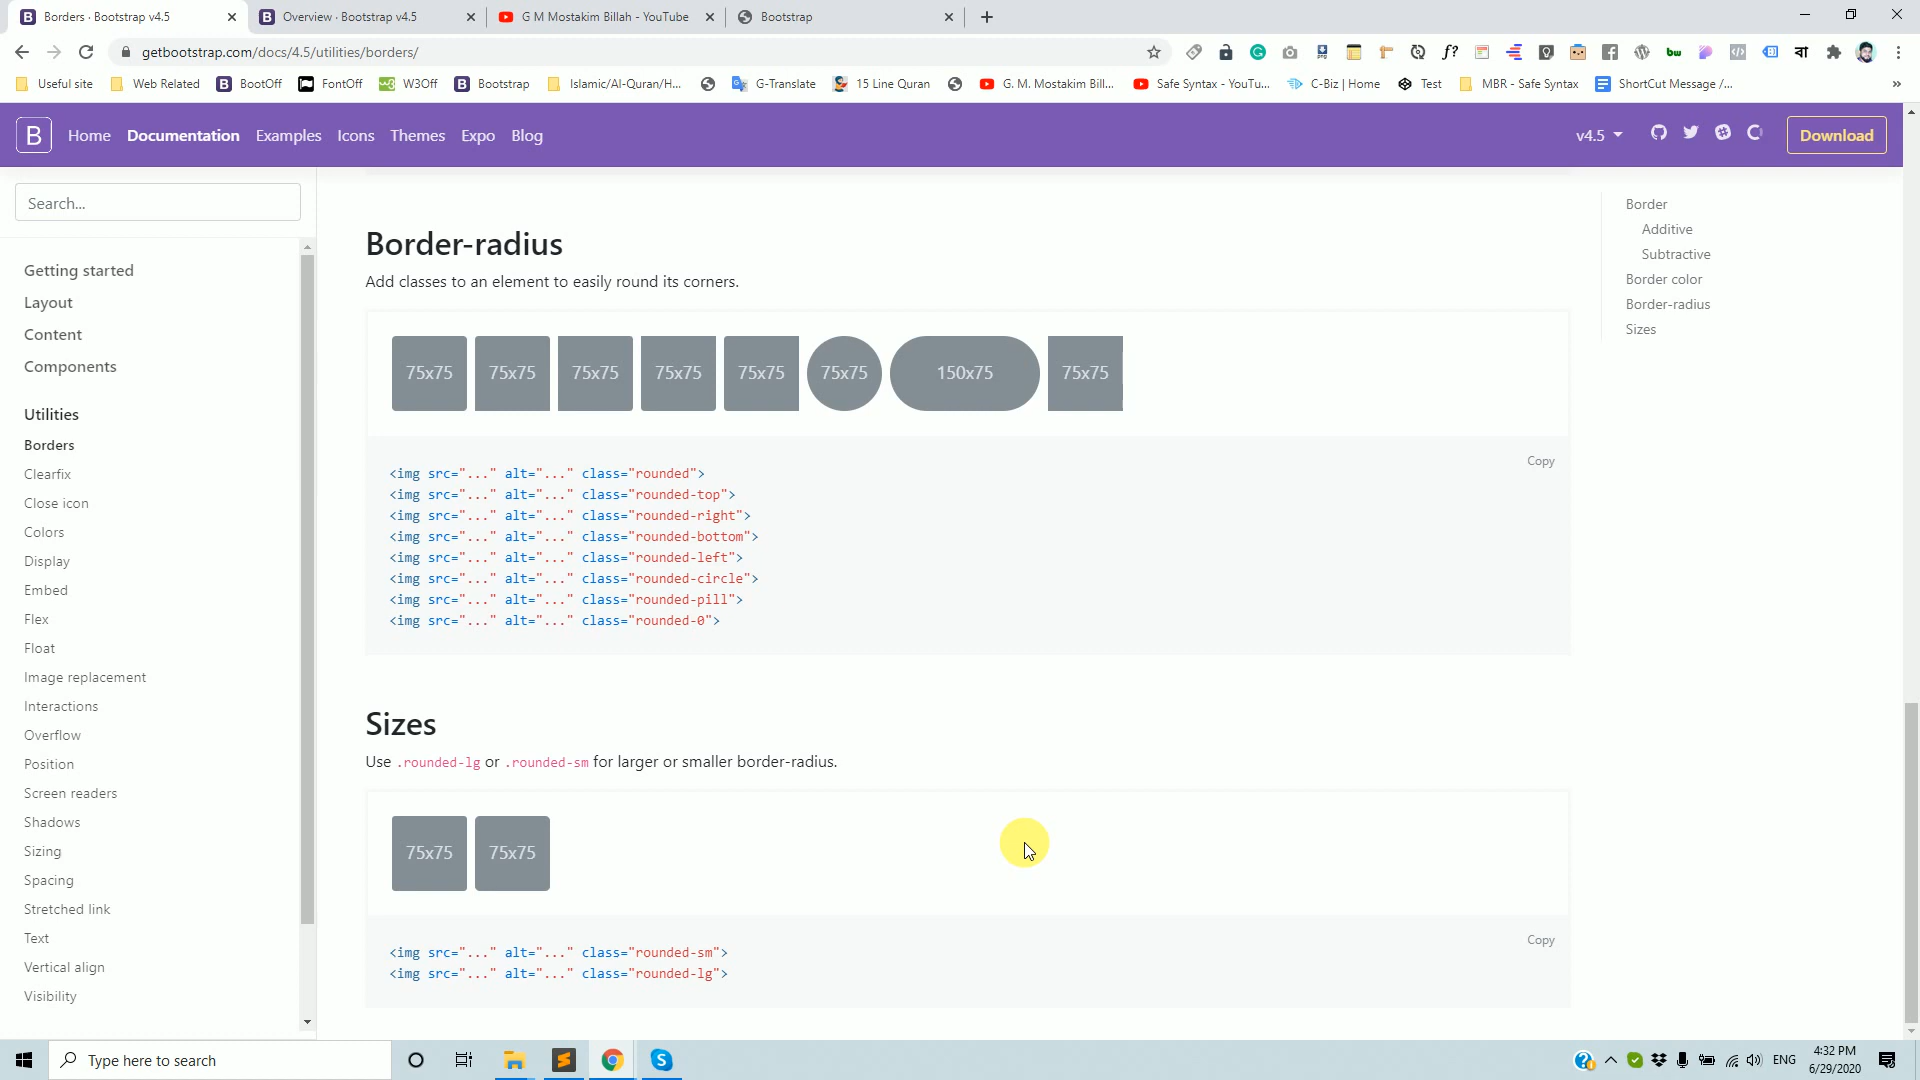 Borders · Bootstrap v4.5
Overview · Bootstrap v4.5
G M Mostakim Billah - YouTube
Bootstrap
getbootstrap.com/docs/4.5/utilities/borders/
Useful site
Web Related
BootOff
FontOff
W3Off
Bootstrap
Islamic/Al-Quran/H...
G-Translate
15 Line Quran
G. M. Mostakim Bill...
Safe Syntax - YouTu...
C-Biz | Home
Test
MBR - Safe Syntax
ShortCut Message /...
B Home Documentation Examples Icons Themes Expo Blog
v4.5
Download
Search...
Getting started
Layout
Content
Components
Utilities
Borders
Clearfix
Close icon
Colors
Display
Embed
Flex
Float
Image replacement
Interactions
Overflow
Position
Screen readers
Shadows
Sizing
Spacing
Stretched link
Text
Vertical align
Visibility
Border-radius
Add classes to an element to easily round its corners.
75x75 75x75 75x75 75x75 75x75 75x75 150x75 75x75
Copy
<img src="..." alt="..." class="rounded">
<img src="..." alt="..." class="rounded-top">
<img src="..." alt="..." class="rounded-right">
<img src="..." alt="..." class="rounded-bottom">
<img src="..." alt="..." class="rounded-left">
<img src="..." alt="..." class="rounded-circle">
<img src="..." alt="..." class="rounded-pill">
<img src="..." alt="..." class="rounded-0">
Sizes
Use .rounded-lg or .rounded-sm for larger or smaller border-radius.
75x75 75x75
Copy
<img src="..." alt="..." class="rounded-sm">
<img src="..." alt="..." class="rounded-lg">
Border
Additive
Subtractive
Border color
Border-radius
Sizes
Type here to search
ENG
4:32 PM
6/29/2020